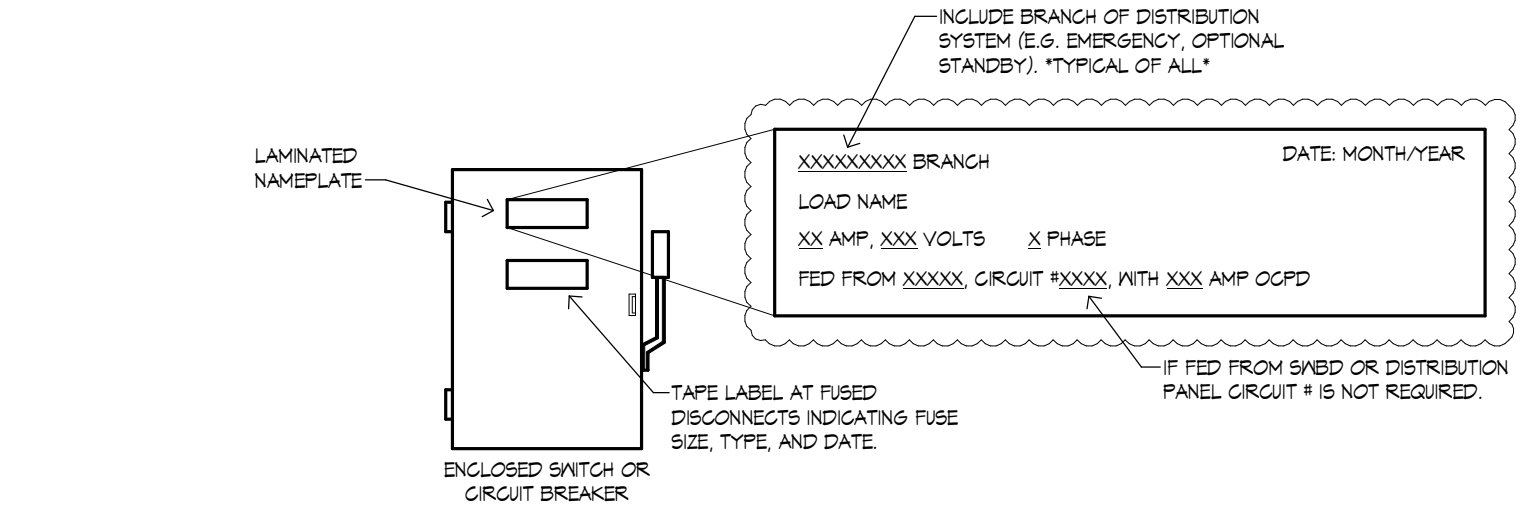 INCLUDE BRANCH OF DISTRIBUTION
SYSTEM (E.G. EMERGENCY, OPTIONAL
STANDBY). *TYPICAL OF ALL*
LAMINATED
NAMEPLATE
XXXXXXXXX BRANCH
DATE: MONTH/YEAR
LOAD NAME
XX AMP, XXX VOLTS X PHASE
FED FROM XXXXX, CIRCUIT #XXXX, WITH XXX AMP OCPD
IF FED FROM SWBD OR DISTRIBUTION
PANEL CIRCUIT # IS NOT REQUIRED.
TAPE LABEL AT FUSED
DISCONNECTS INDICATING FUSE
SIZE, TYPE, AND DATE.
ENCLOSED SWITCH OR
CIRCUIT BREAKER